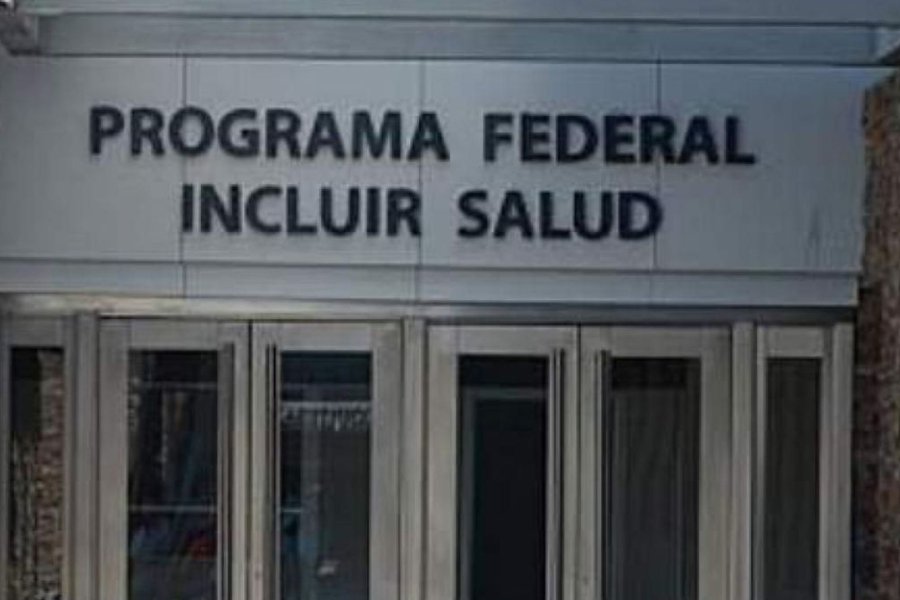 PROGRAMA FEDERAL
INCLUIR SALUD